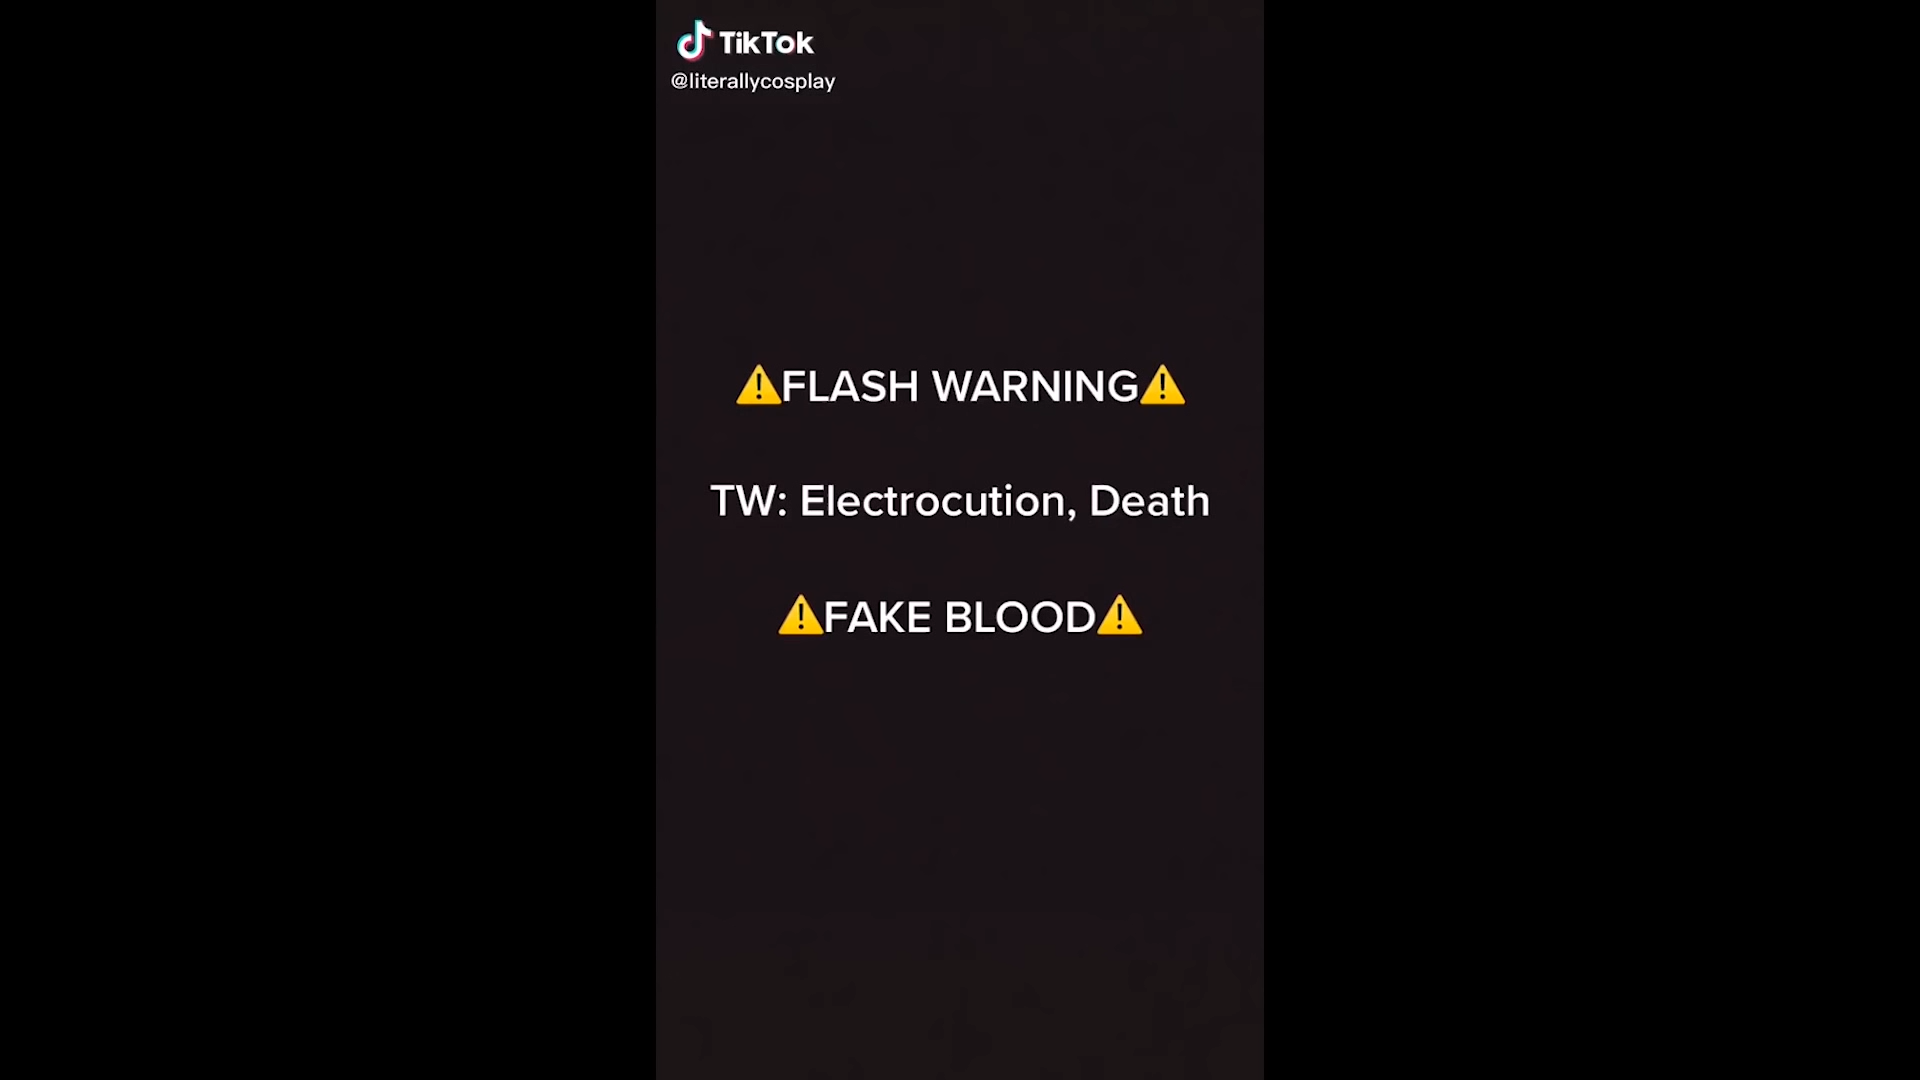 TikTok
@literallycosplay
⚠️FLASH WARNING⚠️
TW: Electrocution, Death
⚠️FAKE BLOOD⚠️